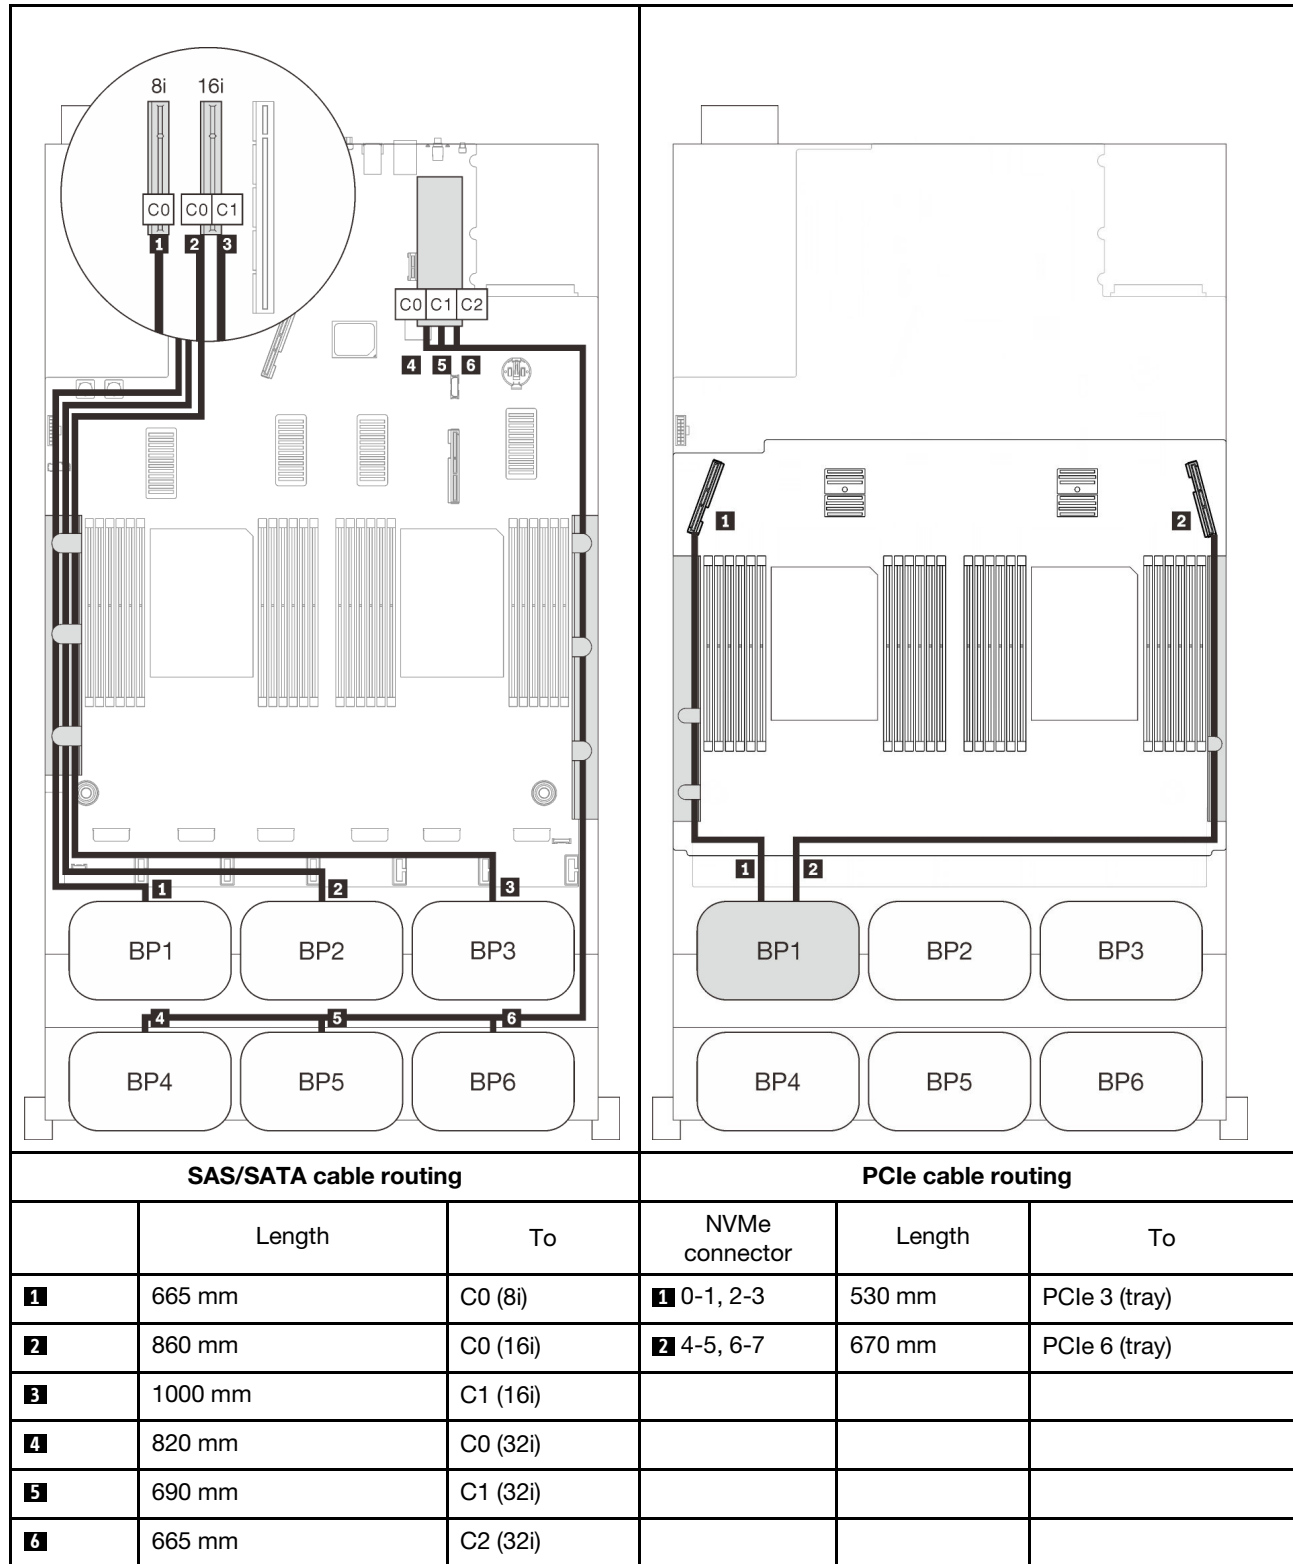 8i 16i
C0 C0 C1
1 2 3
C0 C1 C2
4 5 6
1 2 3
BP1 BP2 BP3
4 5 6
BP4 BP5 BP6
1 2
1 2
BP1 BP2 BP3
BP4 BP5 BP6
SAS/SATA cable routing PCIe cable routing
Length To NVMe connector Length To
1 665 mm C0 (8i) 1 0-1, 2-3 530 mm PCIe 3 (tray)
2 860 mm C0 (16i) 2 4-5, 6-7 670 mm PCIe 6 (tray)
3 1000 mm C1 (16i)
4 820 mm C0 (32i)
5 690 mm C1 (32i)
6 665 mm C2 (32i)